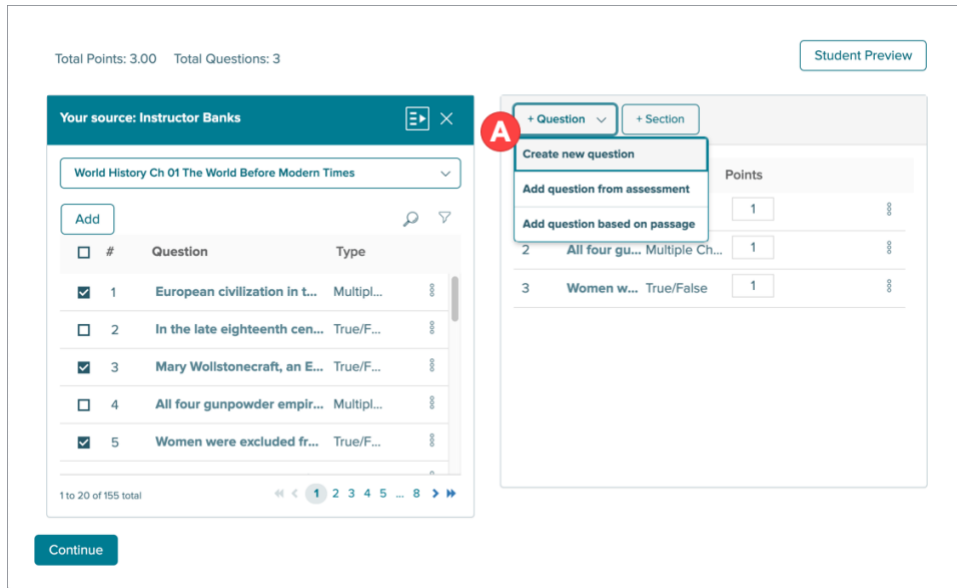 Total Points: 3.00 Total Questions: 3
Student Preview
Your source: Instructor Banks
World History Ch 01 The World Before Modern Times
Add
# Question Type
1 European civilization in t... Multipl...
2 In the late eighteenth cen... True/F...
3 Mary Wollstonecraft, an E... True/F...
4 All four gunpowder empir... Multipl...
5 Women were excluded fr... True/F...
1 to 20 of 155 total
1 2 3 4 5 ... 8
A
+ Question + Section
Create new question
Add question from assessment
Add question based on passage
Points
1
2 All four gu... Multiple Ch... 1
3 Women w... True/False 1
Continue